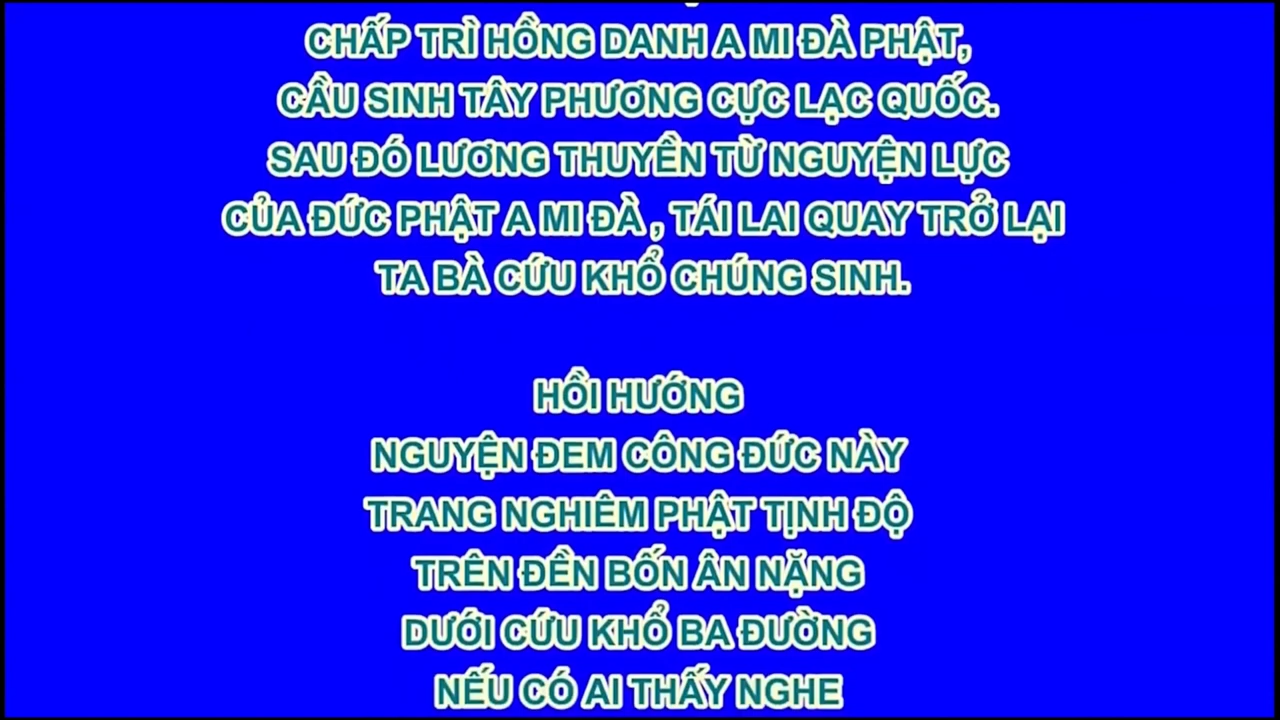 CHẤP TRÌ HỒNG DANH A MI ĐÀ PHẬT,
CẦU SINH TÂY PHƯƠNG CỰC LẠC QUỐC.
SAU ĐÓ LƯƠNG THUYỀN TỪ NGUYỆN LỰC
CỦA ĐỨC PHẬT A MI ĐÀ , TÁI LAI QUAY TRỞ LẠI
TA BÀ CỨU KHỔ CHÚNG SINH.
HỒI HƯỚNG
NGUYỆN ĐEM CÔNG ĐỨC NÀY
TRANG NGHIÊM PHẬT TỊNH ĐỘ
TRÊN ĐỀN BỐN ÂN NẶNG
DƯỚI CỨU KHỔ BA ĐƯỜNG
NẾU CÓ AI THẤY NGHE